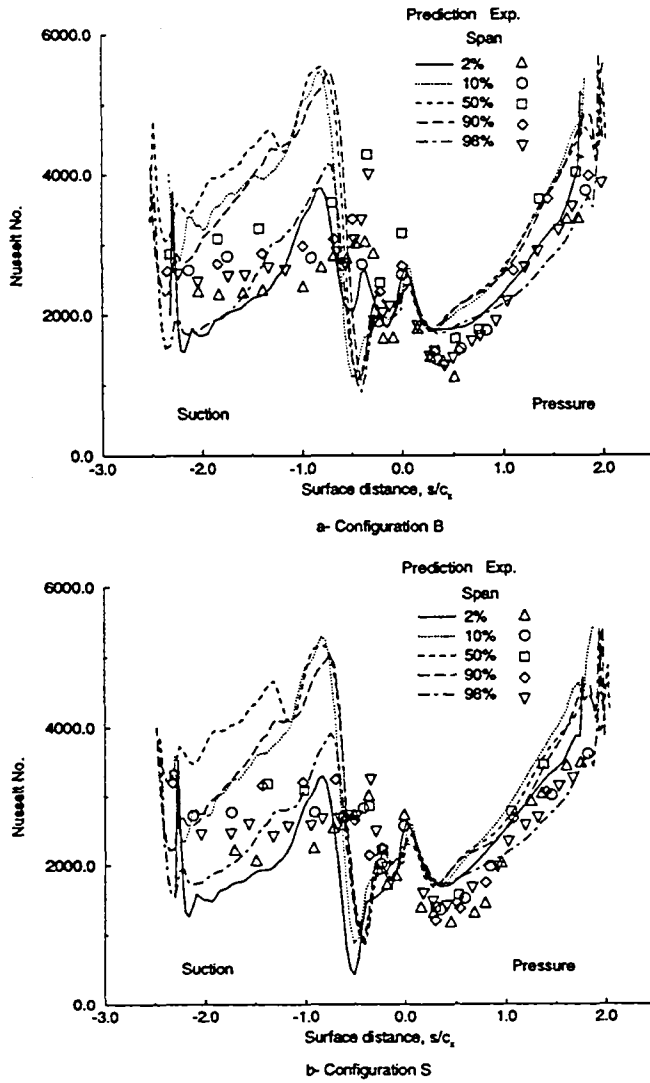 Prediction Exp.
Span
2%
10%
50%
90%
98%
6000.0
4000.0
2000.0
0.0
Nusselt No.
Suction
Pressure
-3.0 -2.0 -1.0 0.0 1.0 2.0
Surface distance, s/cx
a- Configuration B
Prediction Exp.
Span
2%
10%
50%
90%
98%
6000.0
4000.0
2000.0
0.0
Nusselt No.
Suction
Pressure
-3.0 -2.0 -1.0 0.0 1.0 2.0
Surface distance, s/cx
b- Configuration S